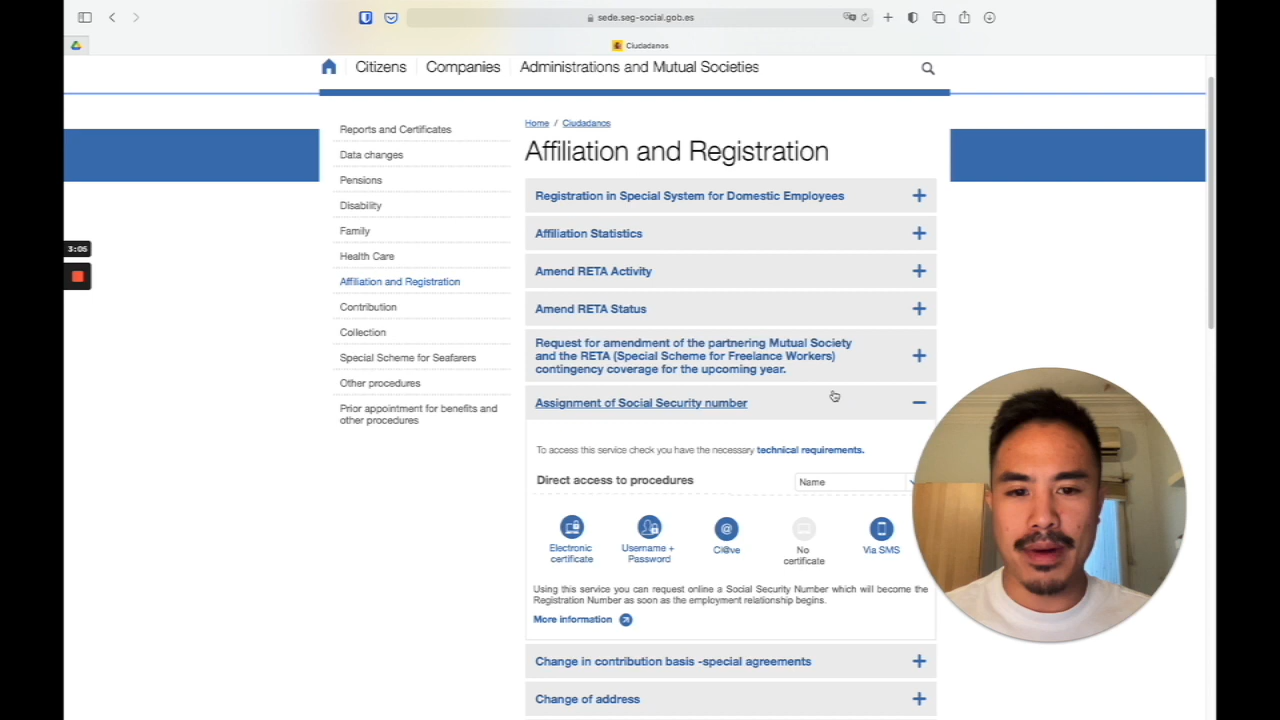 sede.seg-social.gob.es
Ciudadanos
Citizens
Companies
Administrations and Mutual Societies
Reports and Certificates
Data changes
Pensions
Disability
Family
Health Care
Affiliation and Registration
Contribution
Collection
Special Scheme for Seafarers
Other procedures
Prior appointment for benefits and
other procedures
3:05
Home / Ciudadanos
Affiliation and Registration
Registration in Special System for Domestic Employees
Affiliation Statistics
Amend RETA Activity
Amend RETA Status
Request for amendment of the partnering Mutual Society
and the RETA (Special Scheme for Freelance Workers)
contingency coverage for the upcoming year.
Assignment of Social Security number
To access this service check you have the necessary technical requirements.
Direct access to procedures
Name
Electronic
certificate
Username +
Password
Cl@ve
No
certificate
Via SMS
Using this service you can request online a Social Security Number which will become the
Registration Number as soon as the employment relationship begins.
More information
Change in contribution basis -special agreements
Change of address